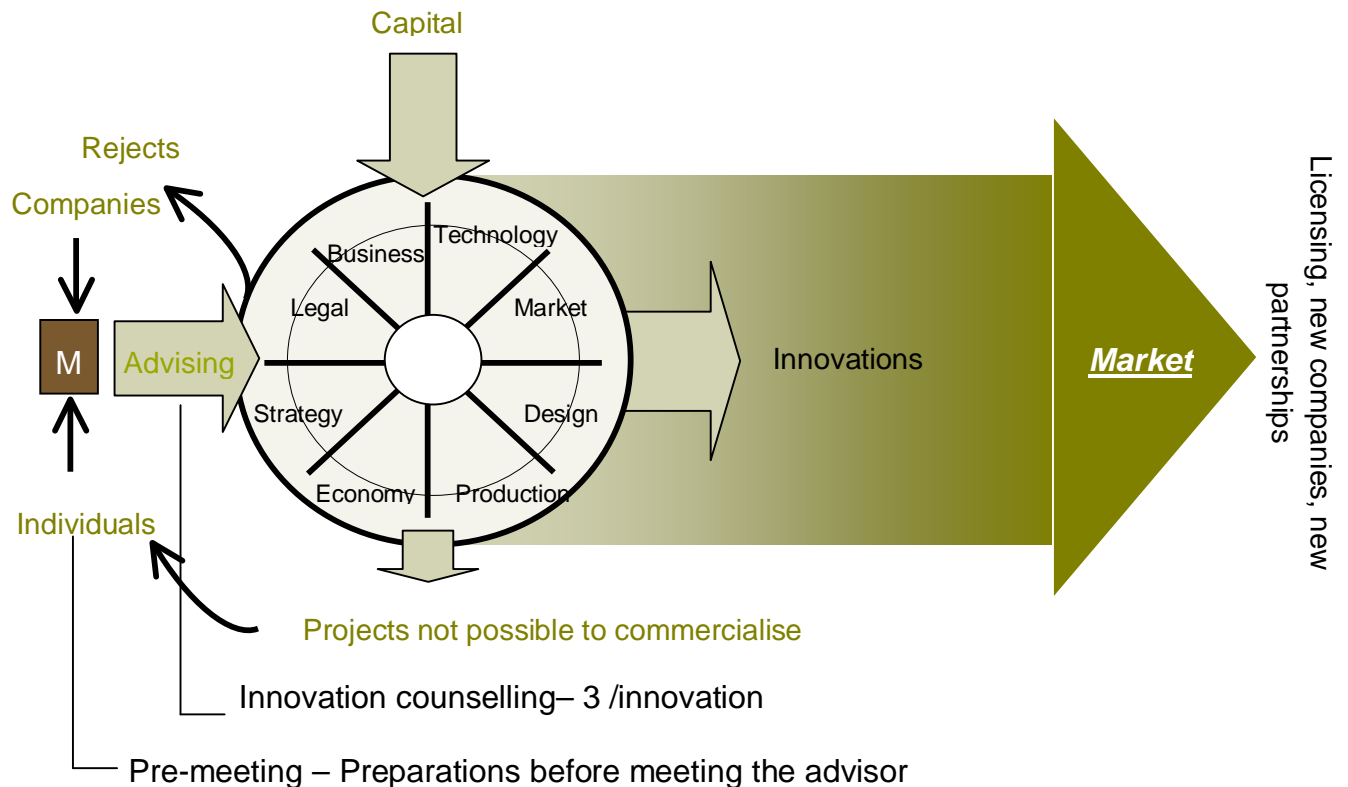 Capital
Rejects
Companies
Business
Technology
Legal
Market
M
Advising
Innovations
Market
Strategy
Design
Economy
Production
Individuals
Projects not possible to commercialise
Innovation counselling– 3 /innovation
Pre-meeting – Preparations before meeting the advisor
Licensing, new companies, new
partnerships